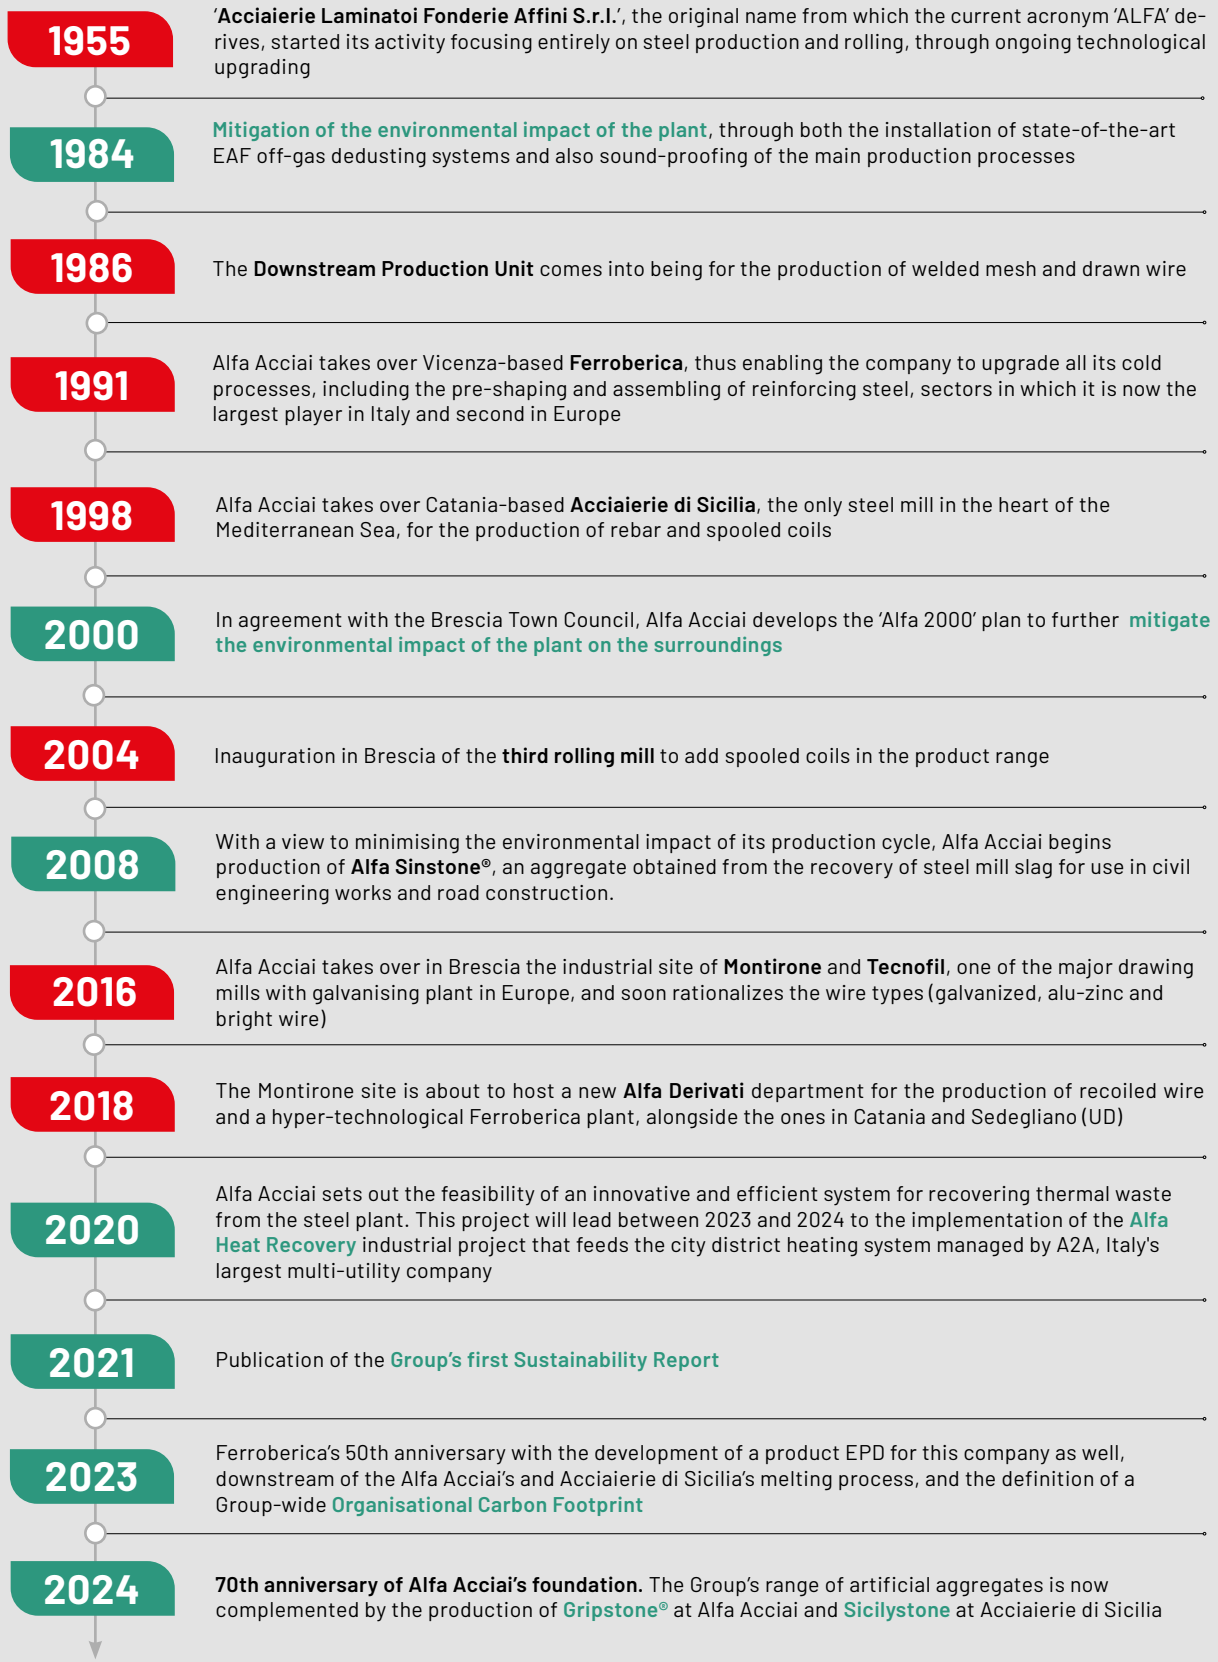 1955
‘Acciaierie Laminatoi Fonderie Affini S.r.l.’, the original name from which the current acronym ‘ALFA’ de-
rives, started its activity focusing entirely on steel production and rolling, through ongoing technological
upgrading
1984
Mitigation of the environmental impact of the plant, through both the installation of state-of-the-art
EAF off-gas dedusting systems and also sound-proofing of the main production processes
1986
The Downstream Production Unit comes into being for the production of welded mesh and drawn wire
1991
Alfa Acciai takes over Vicenza-based Ferroberica, thus enabling the company to upgrade all its cold
processes, including the pre-shaping and assembling of reinforcing steel, sectors in which it is now the
largest player in Italy and second in Europe
1998
Alfa Acciai takes over Catania-based Acciaierie di Sicilia, the only steel mill in the heart of the
Mediterranean Sea, for the production of rebar and spooled coils
2000
In agreement with the Brescia Town Council, Alfa Acciai develops the ‘Alfa 2000’ plan to further mitigate
the environmental impact of the plant on the surroundings
2004
Inauguration in Brescia of the third rolling mill to add spooled coils in the product range
2008
With a view to minimising the environmental impact of its production cycle, Alfa Acciai begins
production of Alfa Sinstone®, an aggregate obtained from the recovery of steel mill slag for use in civil
engineering works and road construction.
2016
Alfa Acciai takes over in Brescia the industrial site of Montirone and Tecnofil, one of the major drawing
mills with galvanising plant in Europe, and soon rationalizes the wire types (galvanized, alu-zinc and
bright wire)
2018
The Montirone site is about to host a new Alfa Derivati department for the production of recoiled wire
and a hyper-technological Ferroberica plant, alongside the ones in Catania and Sedegliano (UD)
2020
Alfa Acciai sets out the feasibility of an innovative and efficient system for recovering thermal waste
from the steel plant. This project will lead between 2023 and 2024 to the implementation of the Alfa
Heat Recovery industrial project that feeds the city district heating system managed by A2A, Italy's
largest multi-utility company
2021
Publication of the Group’s first Sustainability Report
2023
Ferroberica’s 50th anniversary with the development of a product EPD for this company as well,
downstream of the Alfa Acciai’s and Acciaierie di Sicilia’s melting process, and the definition of a
Group-wide Organisational Carbon Footprint
2024
70th anniversary of Alfa Acciai’s foundation. The Group’s range of artificial aggregates is now
complemented by the production of Gripstone® at Alfa Acciai and Sicilystone at Acciaierie di Sicilia